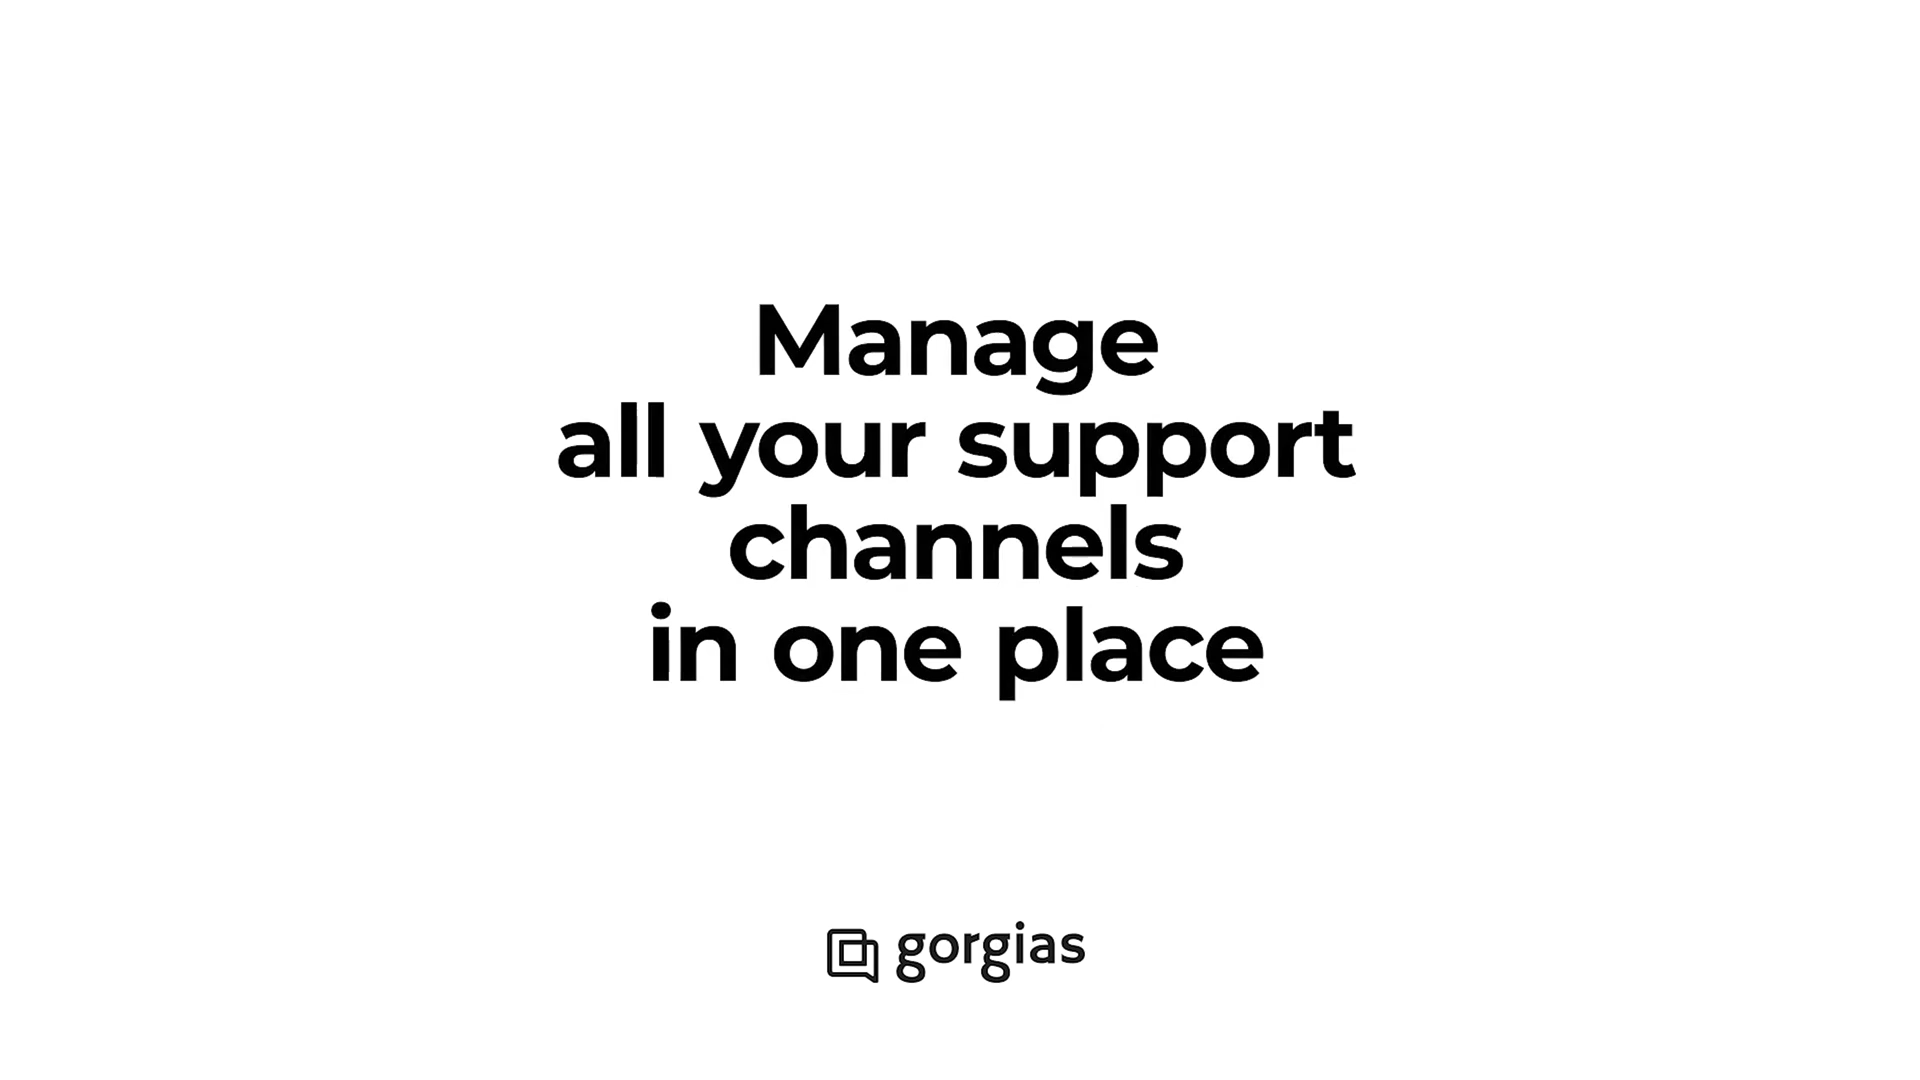 Manage
all your support
channels
in one place
gorgias